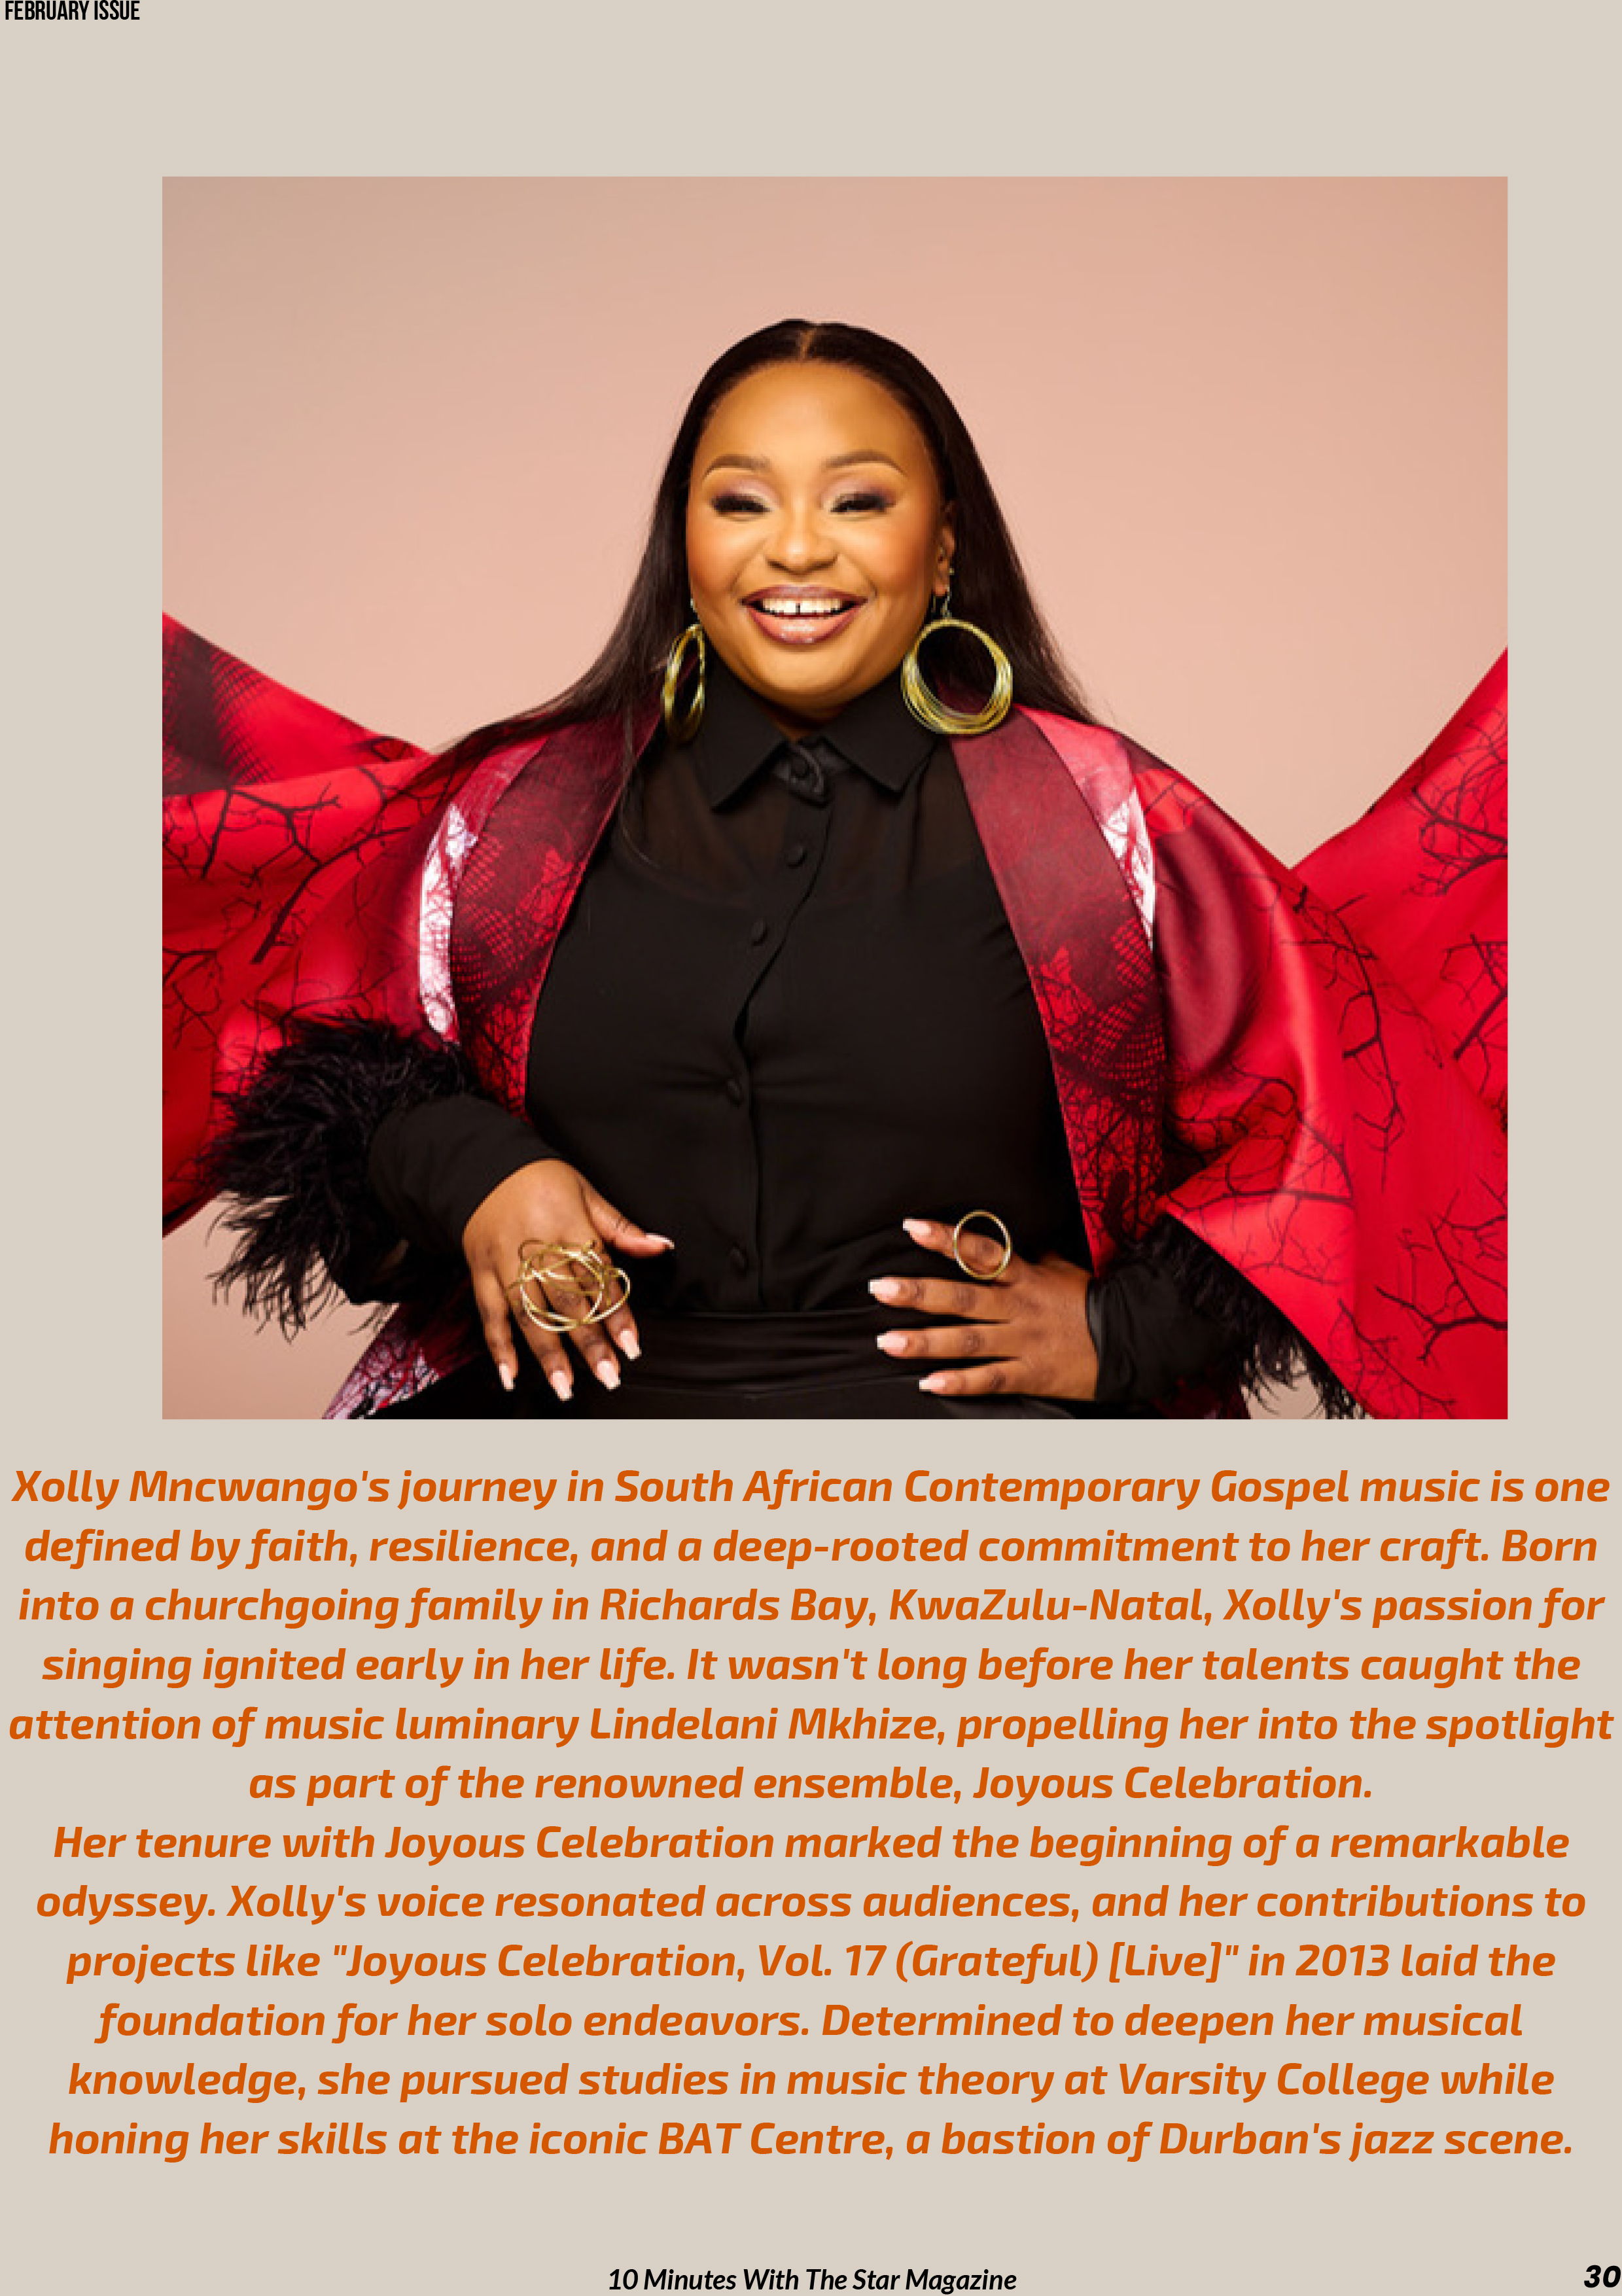 FEBRUARY ISSUE
Xolly Mncwango's journey in South African Contemporary Gospel music is one
defined by faith, resilience, and a deep-rooted commitment to her craft. Born
into a churchgoing family in Richards Bay, KwaZulu-Natal, Xolly's passion for
singing ignited early in her life. It wasn't long before her talents caught the
attention of music luminary Lindelani Mkhize, propelling her into the spotlight
as part of the renowned ensemble, Joyous Celebration.
Her tenure with Joyous Celebration marked the beginning of a remarkable
odyssey. Xolly's voice resonated across audiences, and her contributions to
projects like "Joyous Celebration, Vol. 17 (Grateful) [Live]" in 2013 laid the
foundation for her solo endeavors. Determined to deepen her musical
knowledge, she pursued studies in music theory at Varsity College while
honing her skills at the iconic BAT Centre, a bastion of Durban's jazz scene.
10 Minutes With The Star Magazine
30